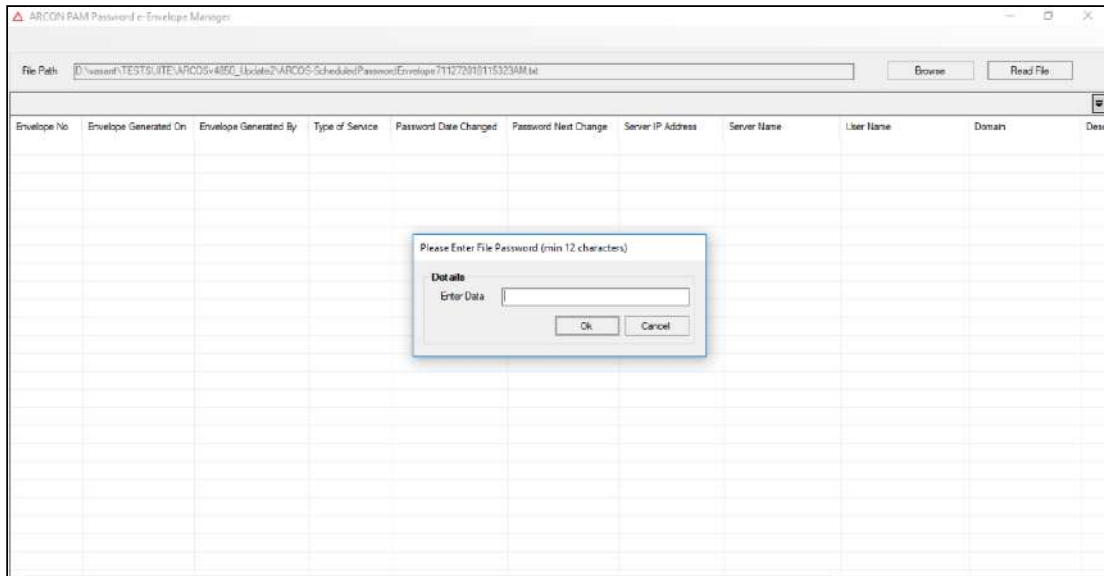 ARCON PAM Password e-Envelope Manager
File Path D:\vasant\TESTSUITE\ARCOSv4850_Update2\ARCOS-ScheduledPasswordEnvelope711272018115323AM.txt Browse Read File
Envelope No Envelope Generated On Envelope Generated By Type of Service Password Date Changed Password Next Change Server IP Address Server Name User Name Domain Des
Please Enter File Password (min 12 characters)
Details
Enter Data
Ok Cancel